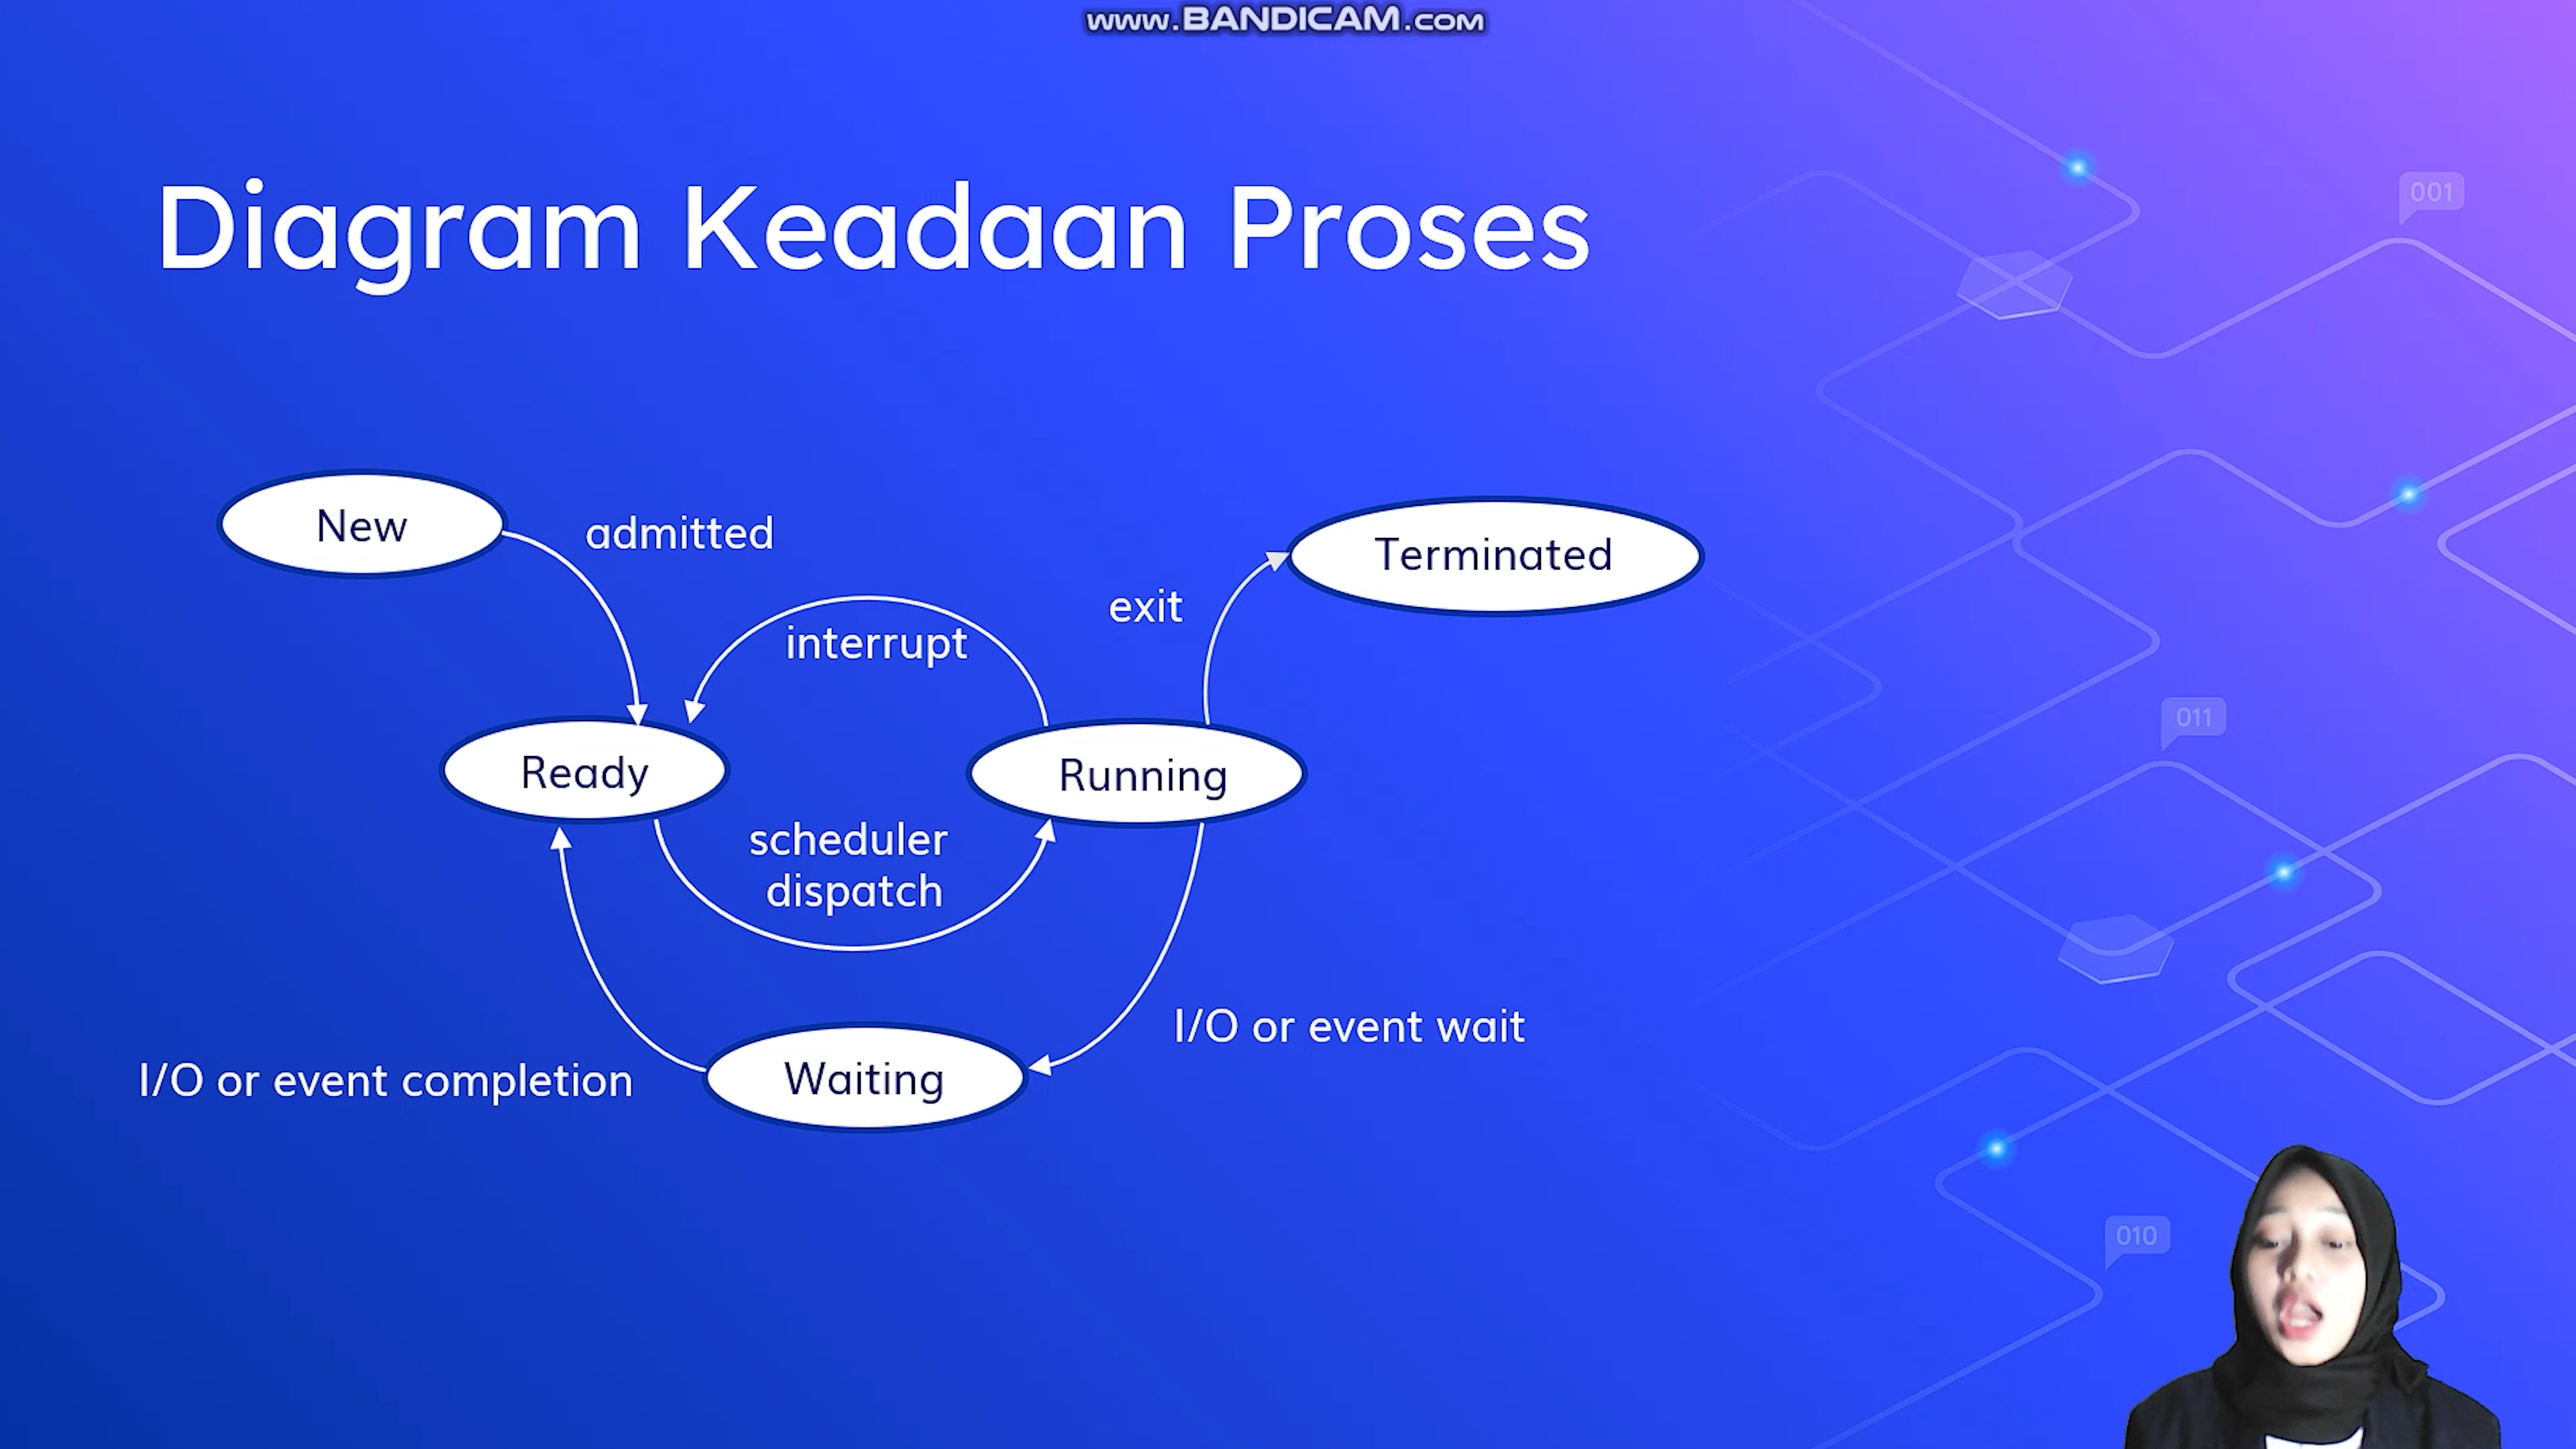 www.BANDICAM.com
Diagram Keadaan Proses
New
admitted
Terminated
exit
interrupt
Ready
Running
scheduler
dispatch
I/O or event wait
Waiting
I/O or event completion
001
011
010